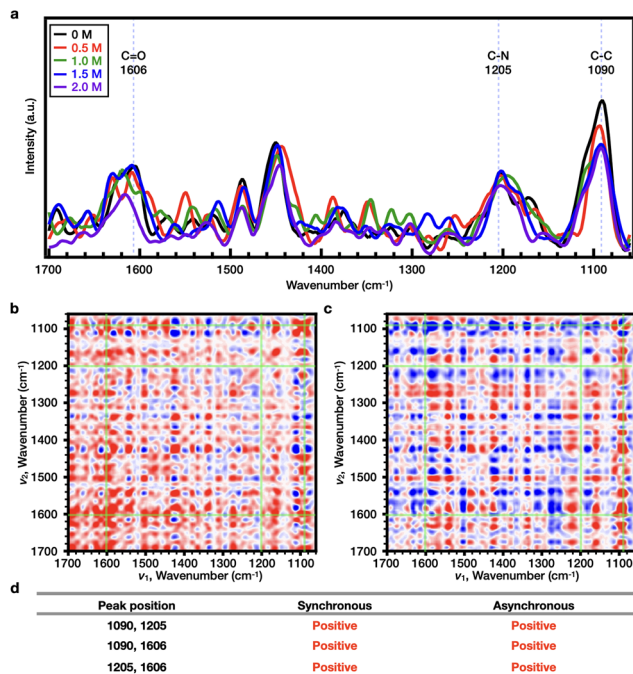 a
0 M
0.5 M
1.0 M
1.5 M
2.0 M
C=O
1606
C-N
1205
C-C
1090
Intensity (a.u.)
1700 1600 1500 1400 1300 1200 1100
Wavenumber (cm⁻¹)
b
1100
1200
1300
1400
1500
1600
1700
ν₂, Wavenumber (cm⁻¹)
1700 1600 1500 1400 1300 1200 1100
ν₁, Wavenumber (cm⁻¹)
c
1100
1200
1300
1400
1500
1600
1700
ν₂, Wavenumber (cm⁻¹)
1700 1600 1500 1400 1300 1200 1100
ν₁, Wavenumber (cm⁻¹)
d
Peak position Synchronous Asynchronous
1090, 1205 Positive Positive
1090, 1606 Positive Positive
1205, 1606 Positive Positive